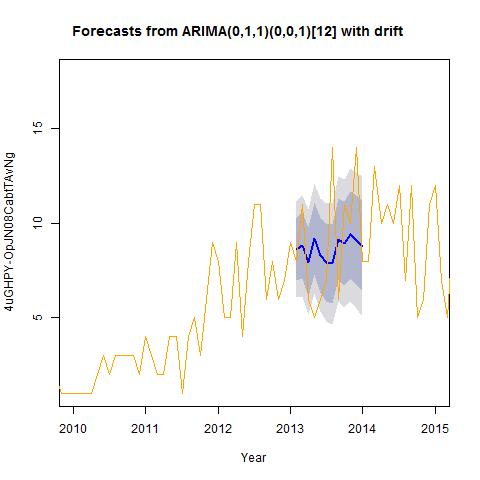 Forecasts from ARIMA(0,1,1)(0,0,1)[12] with drift
15
10
5
4uGHPY-OpJN08CabtTAvNg
2010 2011 2012 2013 2014 2015
Year